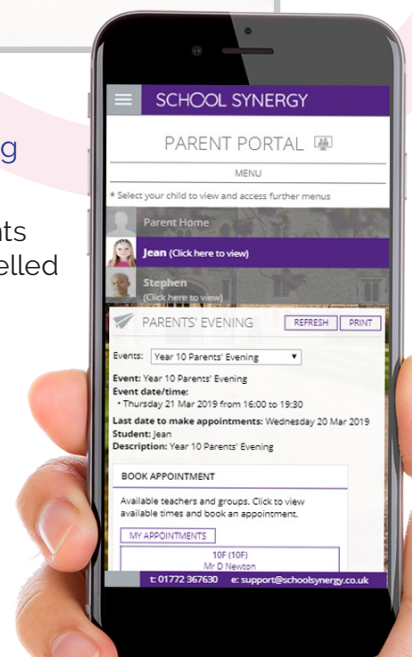 g
nts
elled
SCHOOL SYNERGY
PARENT PORTAL
MENU
* Select your child to view and access further menus
Parent Home
Jean (Click here to view)
Stephen
(Click here to view)
PARENTS' EVENING
REFRESH
PRINT
Events: Year 10 Parents' Evening
Event: Year 10 Parents' Evening
Event date/time:
• Thursday 21 Mar 2019 from 16:00 to 19:30
Last date to make appointments: Wednesday 20 Mar 2019
Student: Jean
Description: Year 10 Parents' Evening
BOOK APPOINTMENT
Available teachers and groups. Click to view
available times and book an appointment.
MY APPOINTMENTS
10F (10F)
Mr D Newton
t: 01772 367630 e: support@schoolsynergy.co.uk